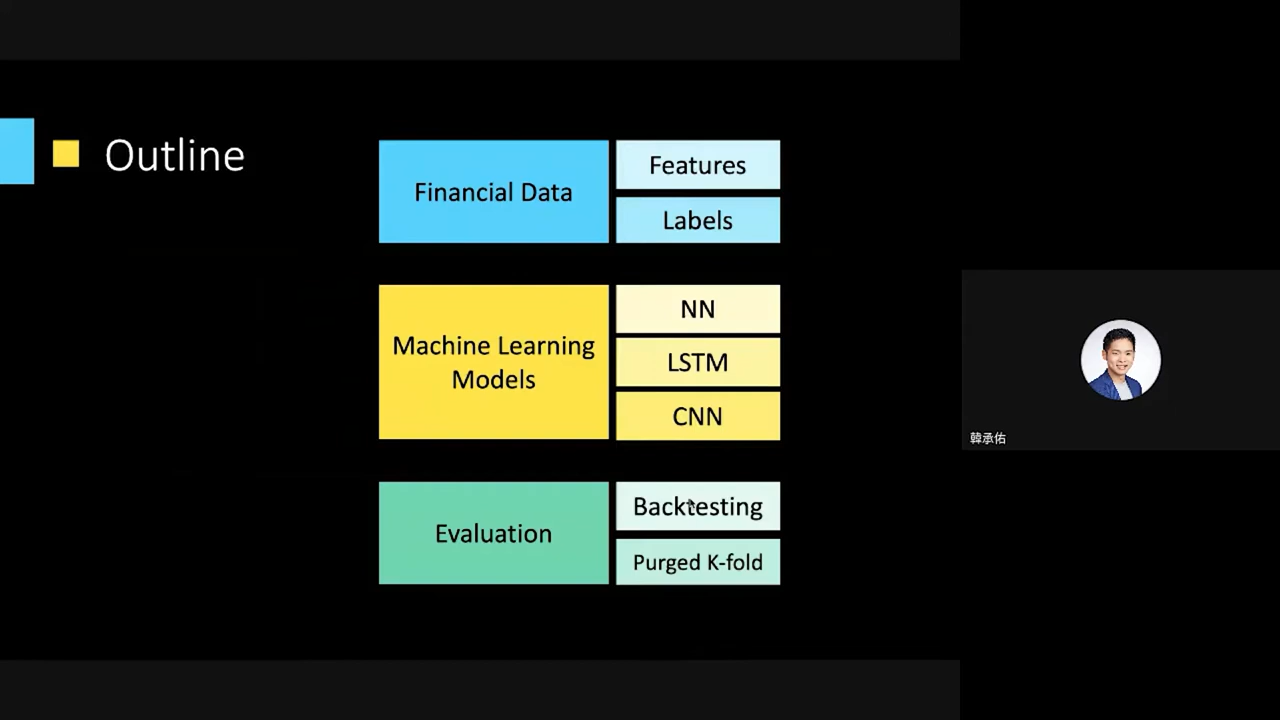 Outline
Financial Data
Features
Labels
Machine Learning
Models
NN
LSTM
CNN
Evaluation
Backtesting
Purged K-fold
韓承佑